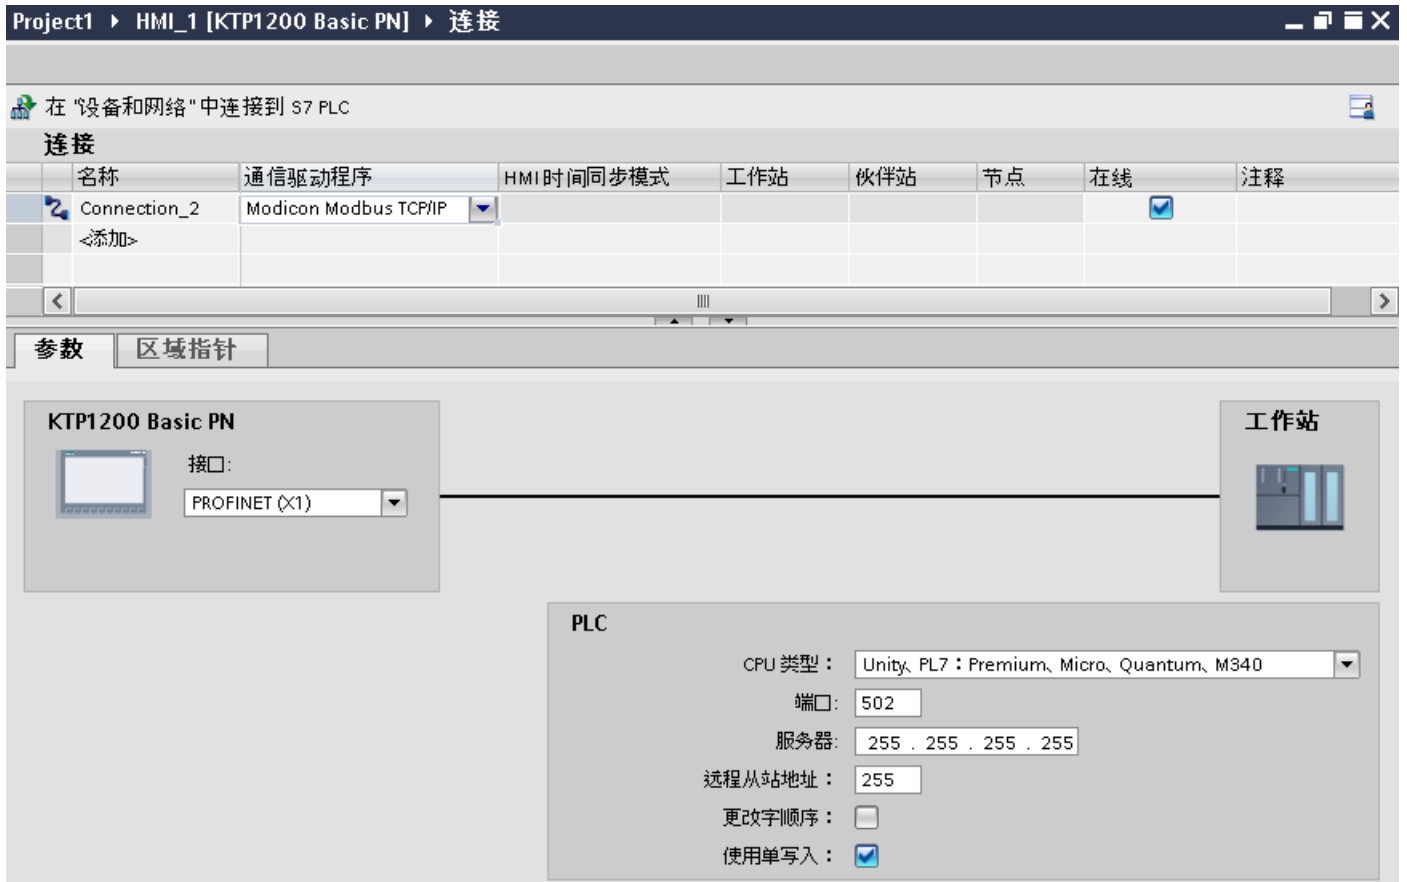 Project1 ▸ HMI_1 [KTP1200 Basic PN] ▸ 连接
在 "设备和网络" 中连接到 S7 PLC
连接
名称 通信驱动程序 HMI时间同步模式 工作站 伙伴站 节点 在线 注释
Connection_2 Modicon Modbus TCP/IP
<添加>
参数 区域指针
KTP1200 Basic PN 工作站
接口:
PROFINET (X1)
PLC
CPU 类型： Unity、PL7：Premium、Micro、Quantum、M340
端口: 502
服务器: 255 . 255 . 255 . 255
远程从站地址： 255
更改字顺序：
使用单写入：